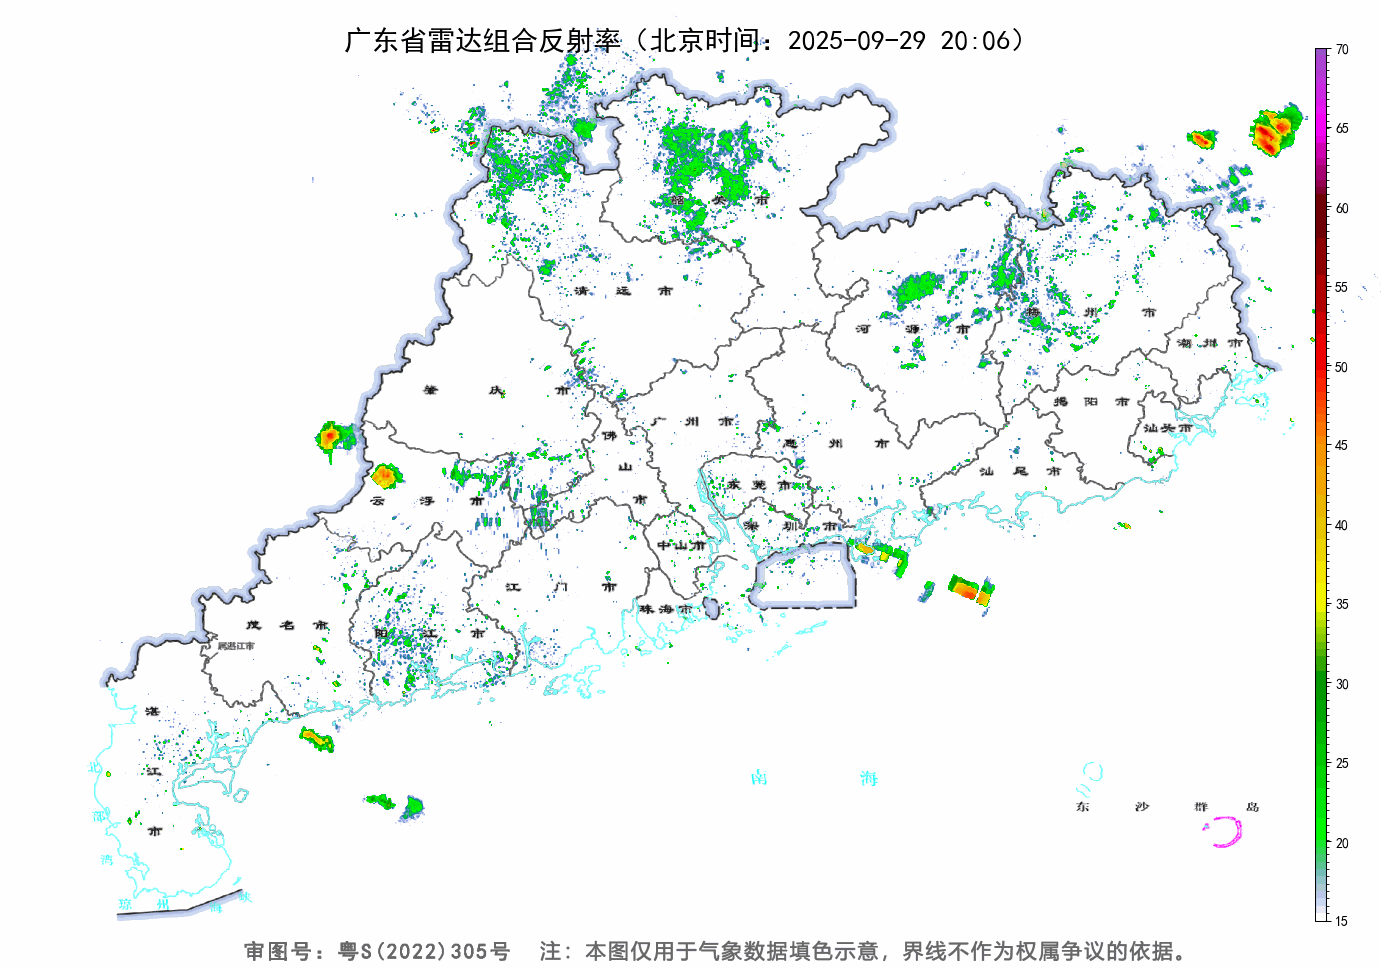 广东省雷达组合反射率（北京时间：2025-09-29 20:06）
70
65
60
55
50
45
40
35
30
25
20
15
韶关市
清远市
河源市
梅州市
潮州市
肇庆市
广州市
佛山市
惠州市
揭阳市
汕头市
汕尾市
云浮市
东莞市
深圳市
中山市
江门市
珠海市
茂名市
阳江市
属湛江市
湛江市
北部湾
琼州海峡
南海
东沙群岛
审图号：粤S(2022)305号 注：本图仅用于气象数据填色示意，界线不作为权属争议的依据。